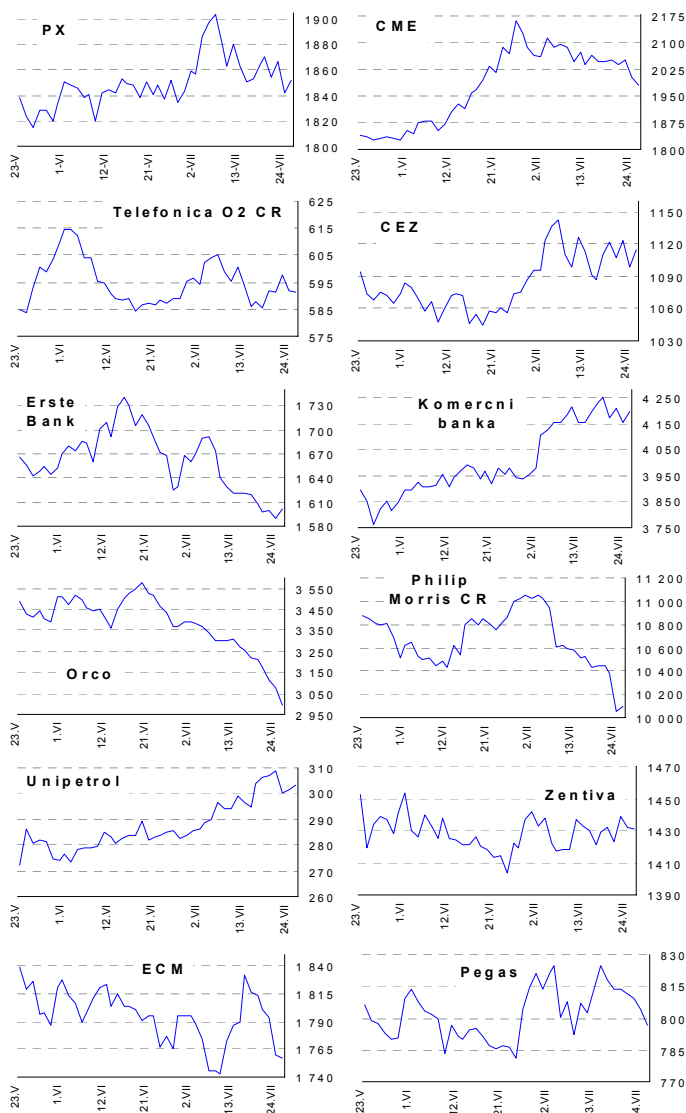 PX
1900
1880
1860
1840
1820
1800
23-V
1-VI
12-VI
21-VI
2-VII
13-VII
24-VII
CME
2175
2100
2025
1950
1875
1800
23.V
1.VI
12.VI
21.VI
2.VII
13.VII
24.VII
Telefonica O2 CR
625
615
605
595
585
575
23.V
1.VI
12.VI
21.VI
2.VII
13.VII
24.VII
CEZ
1150
1120
1090
1060
1030
23.V
1.VI
12.VI
21.VI
2.VII
13.VII
24.VII
Erste
Bank
1 730
1 700
1 670
1 640
1 610
1 580
23.V
1.VI
12.VI
21.VI
2.VII
13.VII
24.VII
Komercni
banka
4 250
4 150
4 050
3 950
3 850
3 750
23.V
1.VI
12.VI
21.VI
2.VII
13.VII
24.VII
Orco
3 550
3 450
3 350
3 250
3 150
3 050
2 950
23.V
1.VI
12.VI
21.VI
2.VII
13.VII
24.VII
Philip
Morris CR
11 200
11 000
10 800
10 600
10 400
10 200
10 000
23.V
1.VI
12.VI
21.VI
2.VII
13.VII
24.VII
Unipetrol
310
300
290
280
270
260
23.V
1.VI
12.VI
21.VI
2.VII
13.VII
24.VII
Zentiva
1470
1450
1430
1410
1390
23.V
1.VI
12.VI
21.VI
2.VII
13.VII
24.VII
ECM
1 840
1 815
1 790
1 765
1 740
23.V
1.VI
12.VI
21.VI
2.VII
13.VII
24.VII
Pegas
830
815
800
785
770
23.V
1.VI
12.VI
21.VI
2.VII
3.VII
4.VII